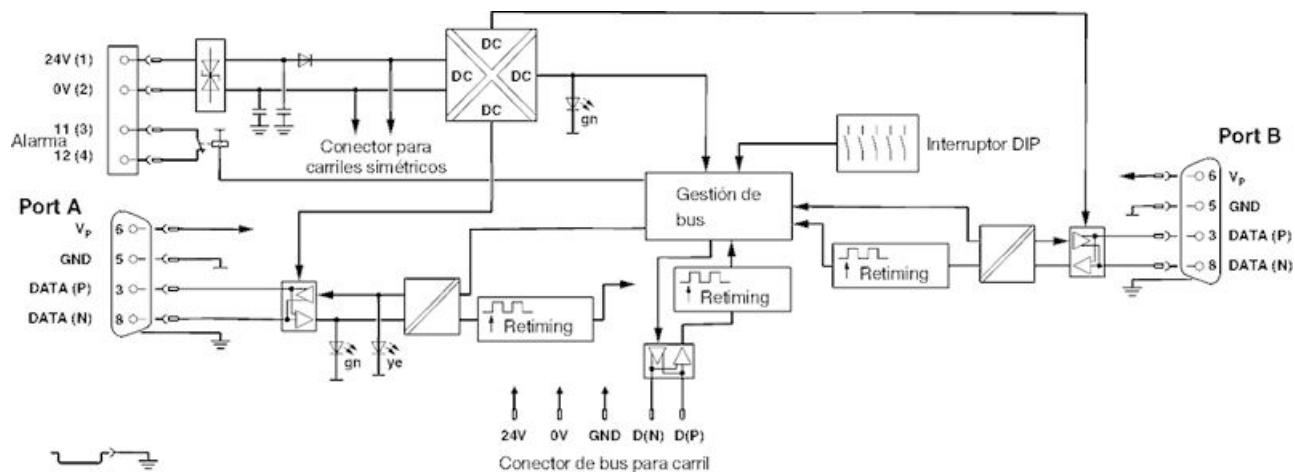 24V (1)
0V (2)
11 (3)
Alarma
12 (4)
DC
DC
DC
DC
gn
Conector para
carriles simétricos
Interruptor DIP
Gestión de
bus
Port A
6
Vₚ
5
GND
3
DATA (P)
8
DATA (N)
gn
ye
Retiming
Retiming
Retiming
Port B
6
Vₚ
5
GND
3
DATA (P)
8
DATA (N)
24V
0V
GND
D(N)
D(P)
Conector de bus para carril